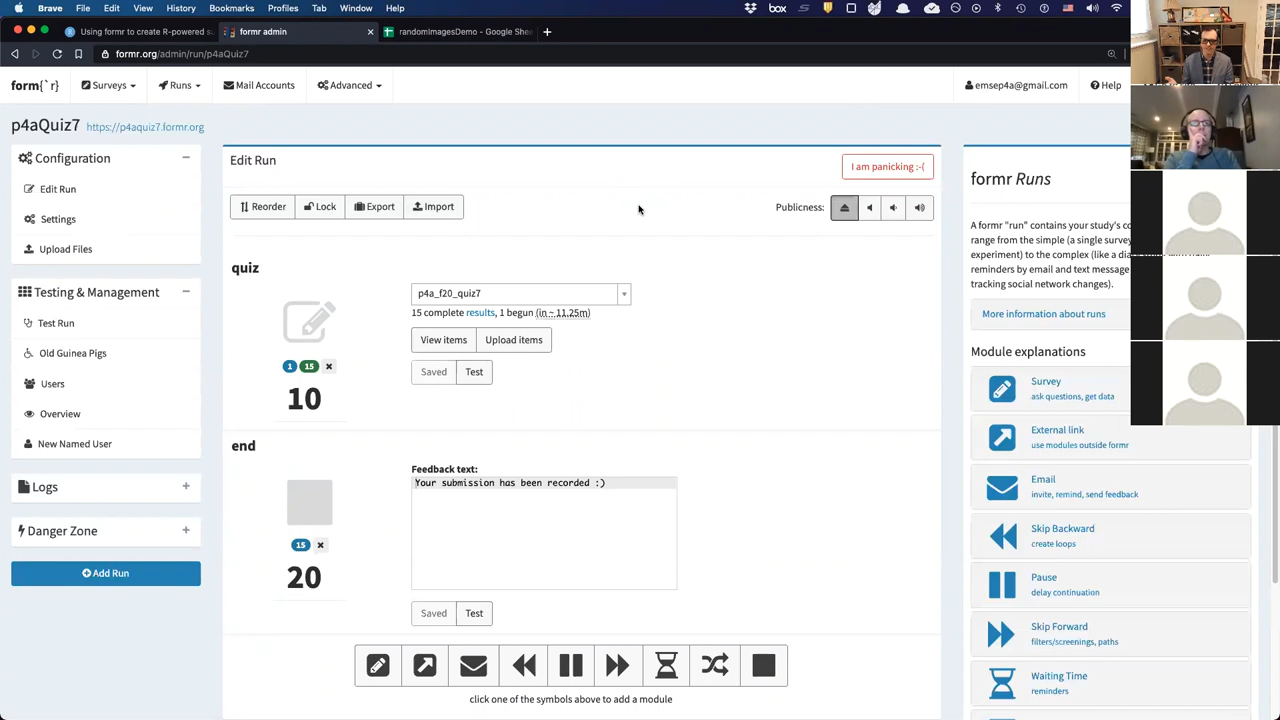 Brave
History
Bookmarks
Profiles
Tab
Window
Help
Using formr to create R-powered s
formr admin
randomImagesDemo - Google She
formr.org/admin/run/p4aQuiz7
form{`r}
Surveys
Runs
Mail Accounts
Advanced
emsep4a@gmail.com
Help
p4aQuiz7 https://p4aquiz7.formr.org
Configuration
Edit Run
Settings
Upload Files
Testing & Management
Test Run
Old Guinea Pigs
Users
Overview
New Named User
Logs
Danger Zone
Add Run
Edit Run
I am panicking :-(
Reorder
Lock
Export
Import
Publicness:
quiz
p4a_f20_quiz7
15 complete results, 1 begun (in ~ 11.25m)
View items
Upload items
1 15 x
Saved
Test
10
end
Feedback text:
Your submission has been recorded :)
15 x
20
Saved
Test
click one of the symbols above to add a module
formr Runs
A formr "run" contains your study's co
range from the simple (a single survey
experiment) to the complex (like a
reminders by email and text message
tracking social network changes).
More information about runs
Module explanations
Survey
ask questions, get data
External link
use modules outside formr
Email
invite, remind, send feedback
Skip Backward
create loops
Pause
delay continuation
Skip Forward
filters/screenings, paths
Waiting Time
reminders